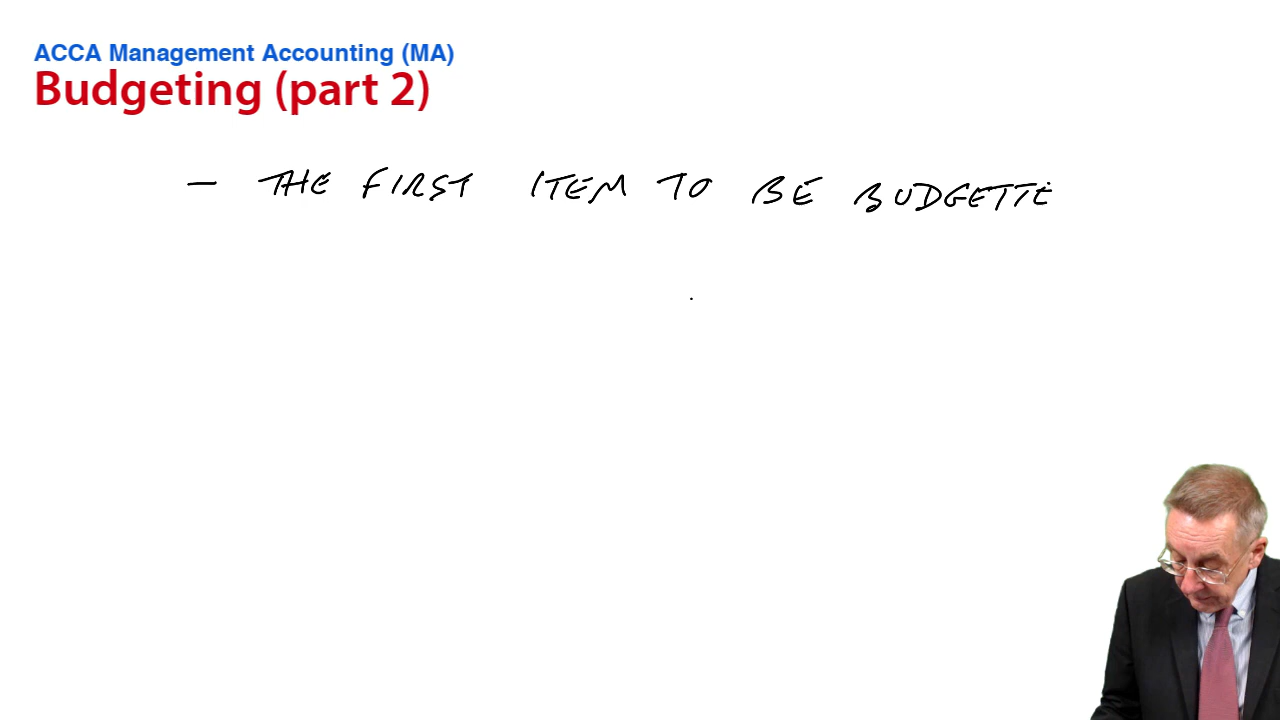 ACCA Management Accounting (MA)
Budgeting (part 2)
— THE FIRST ITEM TO BE BUDGETTE